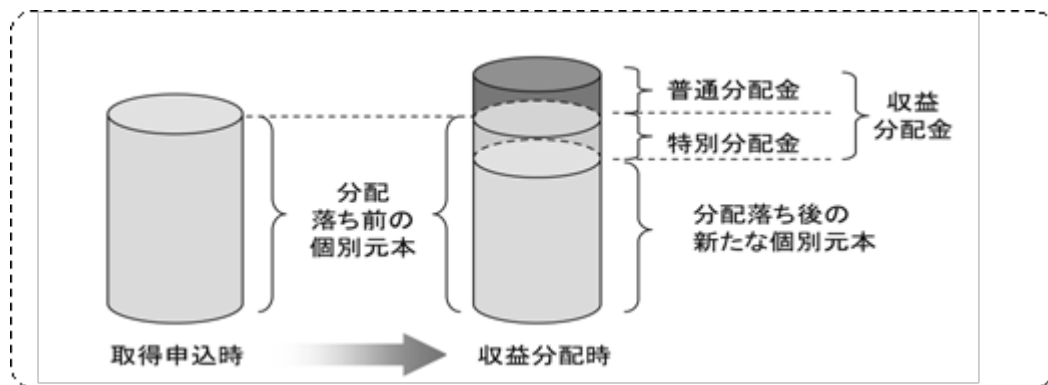 普通分配金
収益
分配金
特別分配金
分配
落ち前の
個別元本
分配落ち後の
新たな個別元本
取得申込時
収益分配時